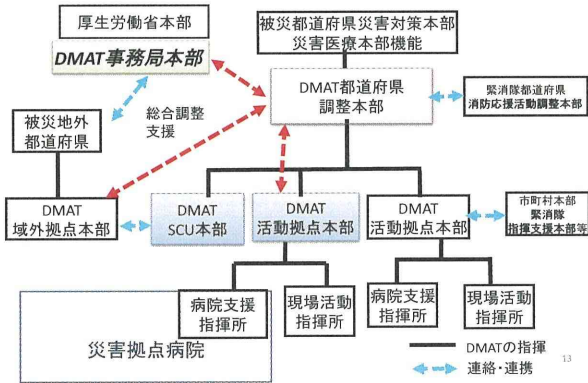 厚生労働省本部
DMAT事務局本部
被災都道府県災害対策本部
災害医療本部機能
DMAT都道府県
調整本部
緊消隊都道府県
消防応援活動調整本部
総合調整
支援
被災地外
都道府県
DMAT
域外拠点本部
DMAT
SCU本部
DMAT
活動拠点本部
DMAT
活動拠点本部
市町村本部
緊消隊
指揮支援本部等
病院支援
指揮所
現場活動
指揮所
病院支援
指揮所
現場活動
指揮所
災害拠点病院
DMATの指揮
連絡・連携
13